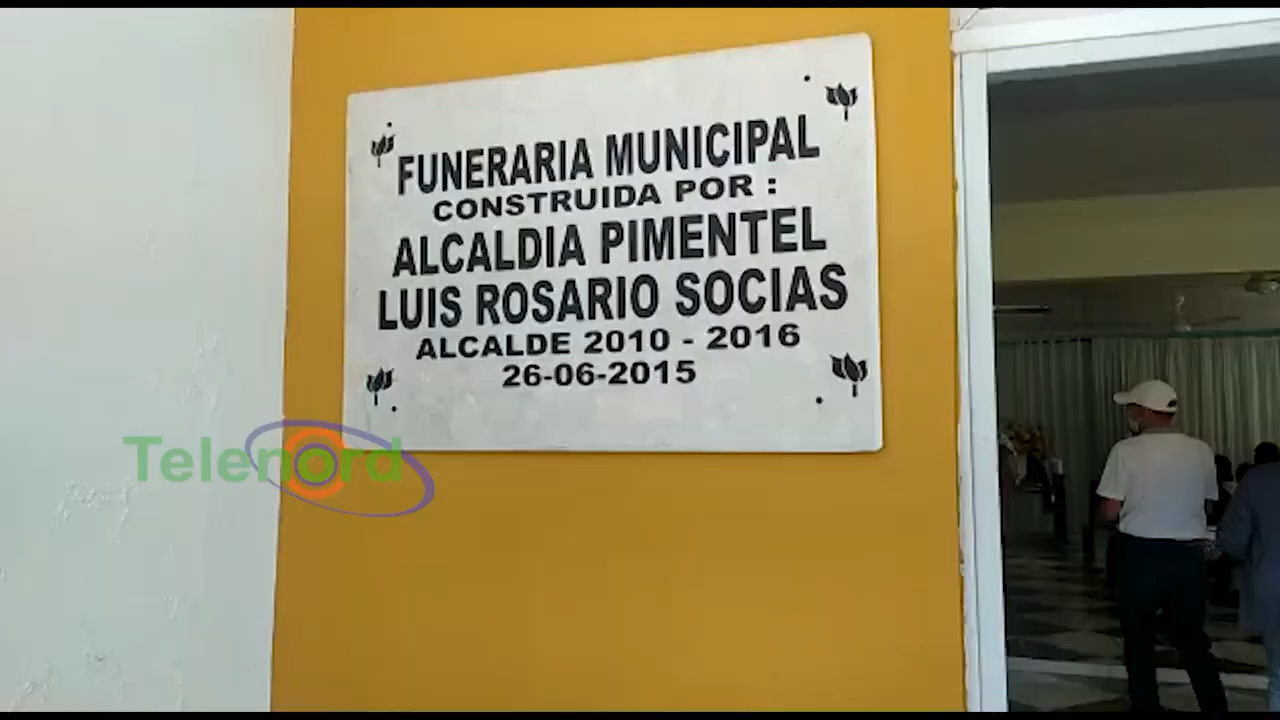 FUNERARIA MUNICIPAL
CONSTRUIDA POR :
ALCALDIA PIMENTEL
LUIS ROSARIO SOCIAS
ALCALDE 2010 - 2016
26-06-2015
Telenord